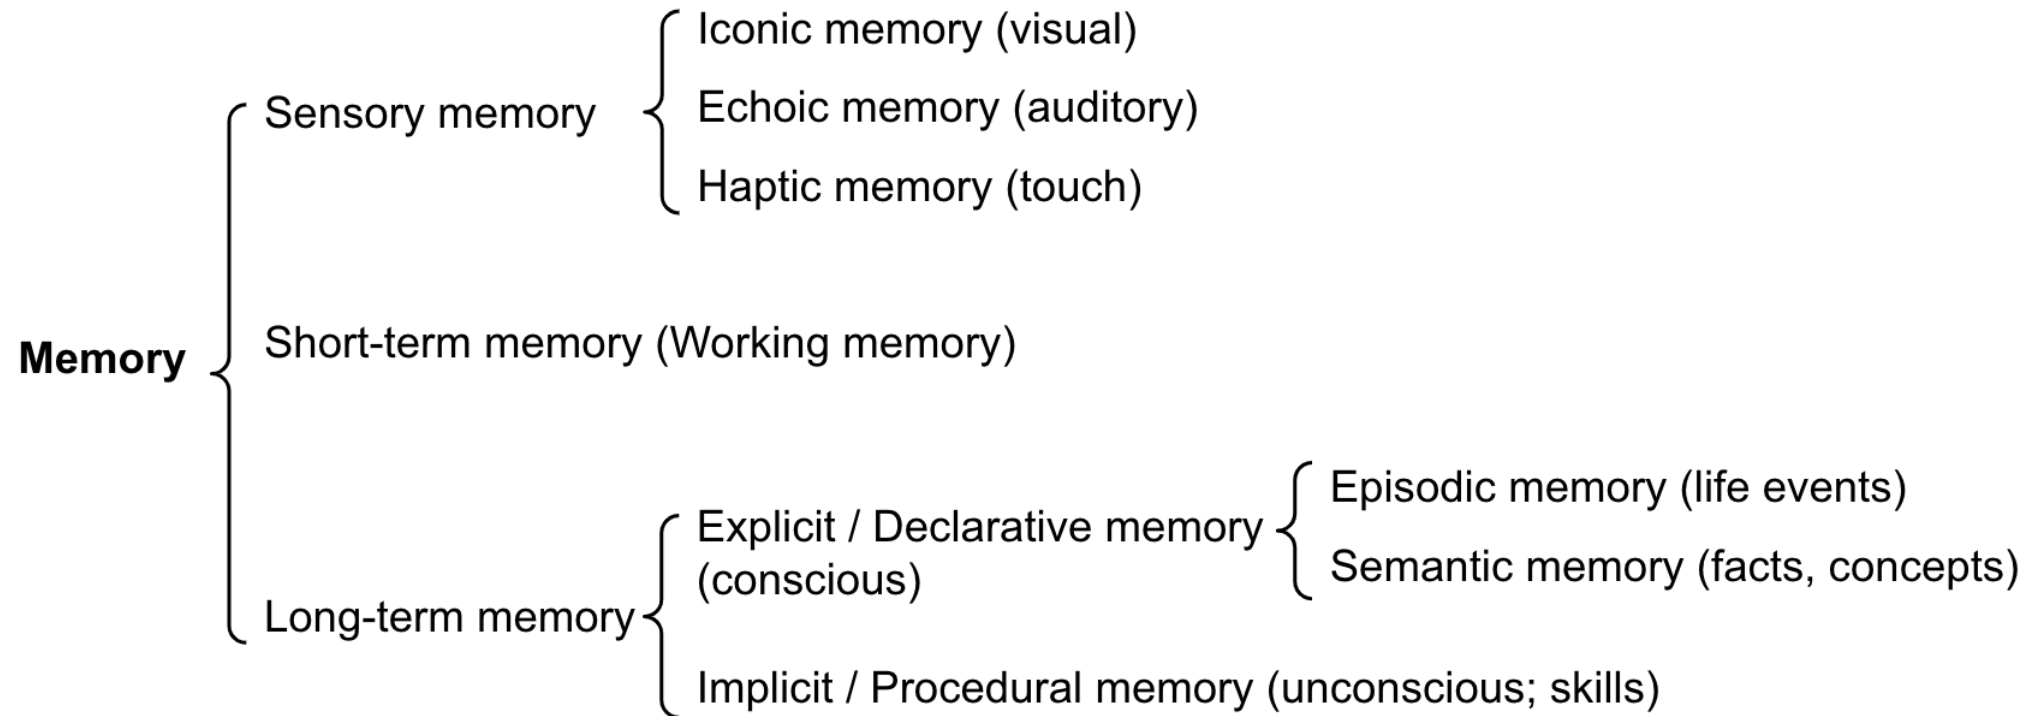 Iconic memory (visual)
Sensory memory
Echoic memory (auditory)
Haptic memory (touch)
Memory
Short-term memory (Working memory)
Long-term memory
Explicit / Declarative memory
(conscious)
Episodic memory (life events)
Semantic memory (facts, concepts)
Implicit / Procedural memory (unconscious; skills)